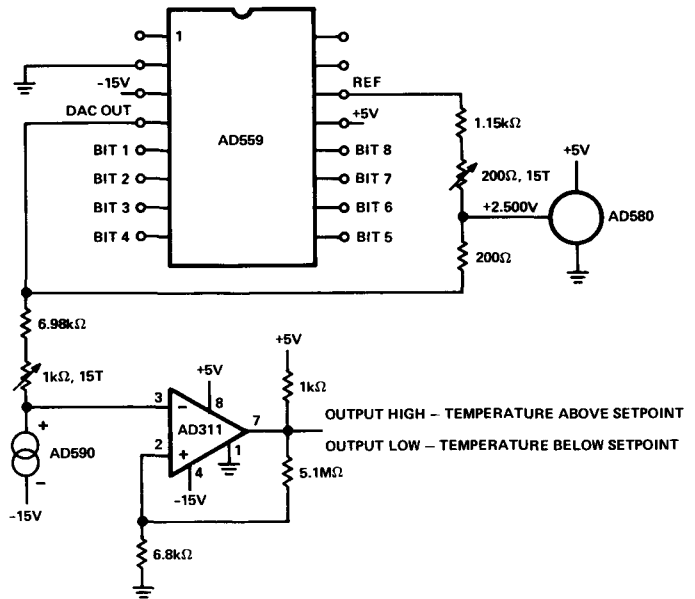 1
-15V
REF
DAC OUT
+5V
1.15kΩ
AD559
BIT 1
BIT 8
BIT 2
BIT 7
200Ω, 15T
+5V
BIT 3
BIT 6
+2.500V
AD580
BIT 4
BIT 5
200Ω
6.98kΩ
1kΩ, 15T
+5V
+5V
1kΩ
3
−
8
AD311
7
OUTPUT HIGH – TEMPERATURE ABOVE SETPOINT
OUTPUT LOW – TEMPERATURE BELOW SETPOINT
+
AD590
−
-15V
2
+
4
1
-15V
5.1MΩ
6.8kΩ